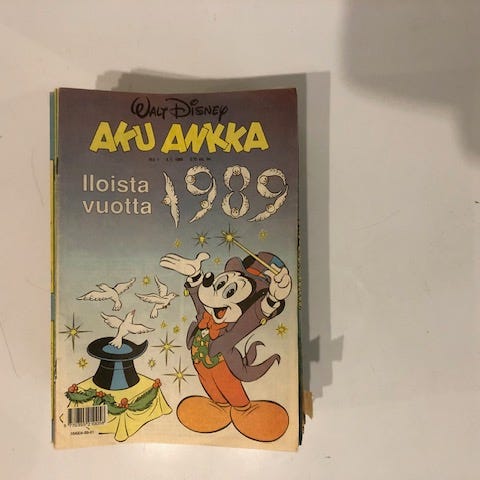 WALT DISNEY
AKU ANKKA
Iloista
vuotta
1989